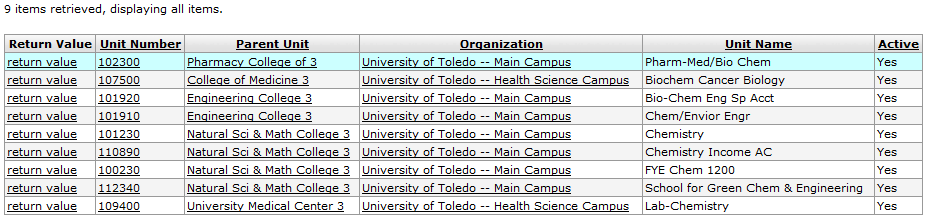 9 items retrieved, displaying all items.
Return Value Unit Number Parent Unit Organization Unit Name Active
return value 102300 Pharmacy College of 3 University of Toledo -- Main Campus Pharm-Med/Bio Chem Yes
return value 107500 College of Medicine 3 University of Toledo -- Health Science Campus Biochem Cancer Biology Yes
return value 101920 Engineering College 3 University of Toledo -- Main Campus Bio-Chem Eng Sp Acct Yes
return value 101910 Engineering College 3 University of Toledo -- Main Campus Chem/Envior Engr Yes
return value 101230 Natural Sci & Math College 3 University of Toledo -- Main Campus Chemistry Yes
return value 110890 Natural Sci & Math College 3 University of Toledo -- Main Campus Chemistry Income AC Yes
return value 100230 Natural Sci & Math College 3 University of Toledo -- Main Campus FYE Chem 1200 Yes
return value 112340 Natural Sci & Math College 3 University of Toledo -- Main Campus School for Green Chem & Engineering Yes
return value 109400 University Medical Center 3 University of Toledo -- Health Science Campus Lab-Chemistry Yes